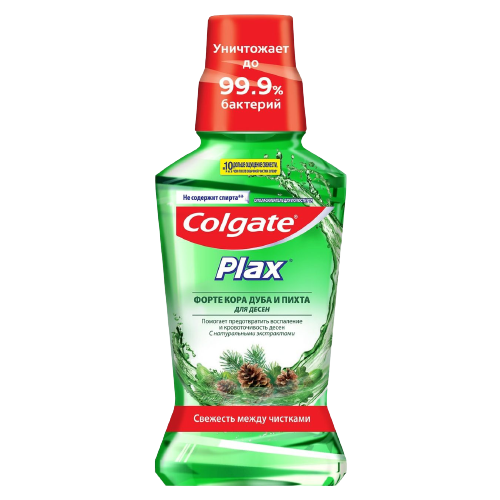 Уничтожает
до
99.9%
бактерий
Не содержит спирта**
Colgate®
Plax®
ФОРТЕ КОРА ДУБА И ПИХТА
ДЛЯ ДЕСЕН
Помогает предотвратить воспаление
и кровоточивость десен
С натуральными экстрактами
Свежесть между чистками